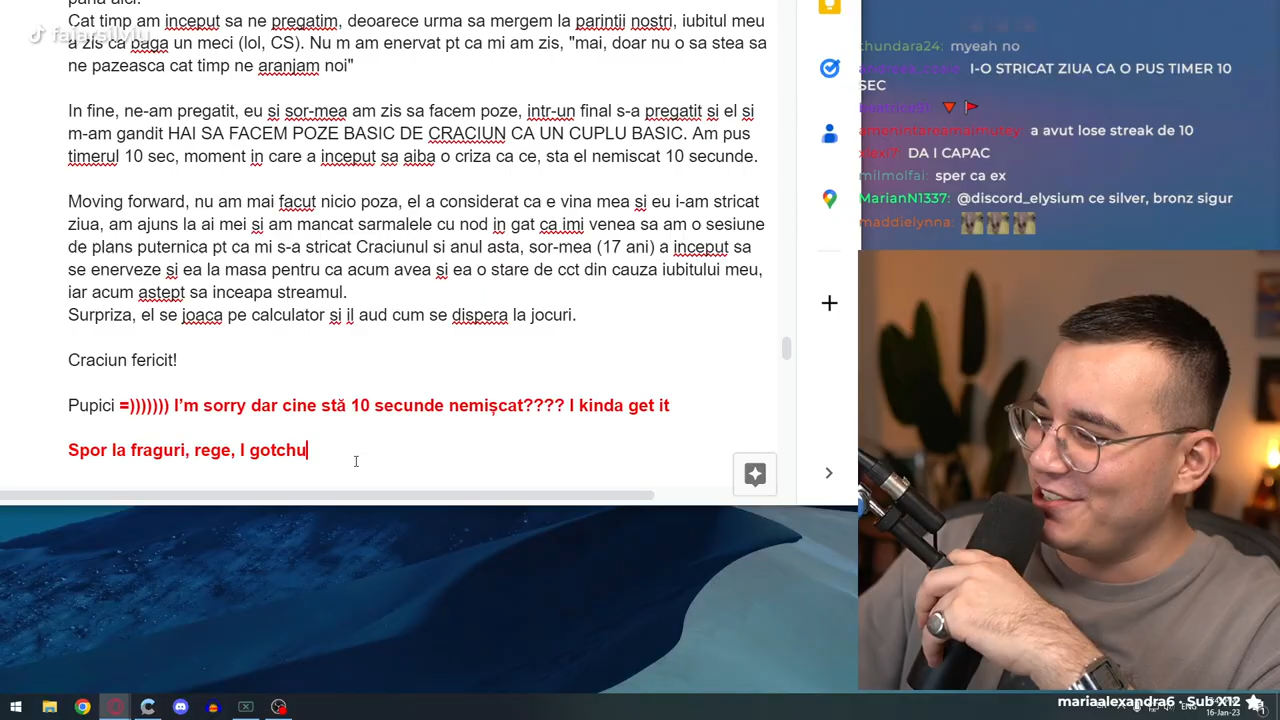 pana aici.
Cat timp am inceput sa ne pregatim, deoarece urma sa mergem la parintii nostri, iubitul meu
a zis ca baga un meci (lol, CS). Nu m am enervat pt ca mi am zis, "mai, doar nu o sa stea sa
ne pazeasca cat timp ne aranjam noi"
In fine, ne-am pregatit, eu si sor-mea am zis sa facem poze, intr-un final s-a pregatit si el si
m-am gandit HAI SA FACEM POZE BASIC DE CRACIUN CA UN CUPLU BASIC. Am pus
timerul 10 sec, moment in care a inceput sa aiba o criza ca ce, sta el nemiscat 10 secunde.
Moving forward, nu am mai facut nicio poza, el a considerat ca e vina mea si eu i-am stricat
ziua, am ajuns la ai mei si am mancat sarmalele cu nod in gat ca imi venea sa am o sesiune
de plans puternica pt ca mi s-a stricat Craciunul si anul asta, sor-mea (17 ani) a inceput sa
se enerveze si ea la masa pentru ca acum avea si ea o stare de cct din cauza iubitului meu,
iar acum astept sa inceapa streamul.
Surpriza, el se joaca pe calculator si il aud cum se dispera la jocuri.
Craciun fericit!
Pupici =))))))) I'm sorry dar cine stă 10 secunde nemișcat???? I kinda get it
Spor la fraguri, rege, I gotchu
faiarsilviu
thundara24: myeah no
I-O STRICAT ZIUA CA O PUS TIMER 10
SEC
amenintareamaimutey: a avut lose streak de 10
DA I CAPAC
milmolfai: sper ca ex
MarianN1337: @discord_elysium ce silver, bronz sigur
maddielynna:
mariaalexandra6 - Sub X12
ENG
16-Jan-23